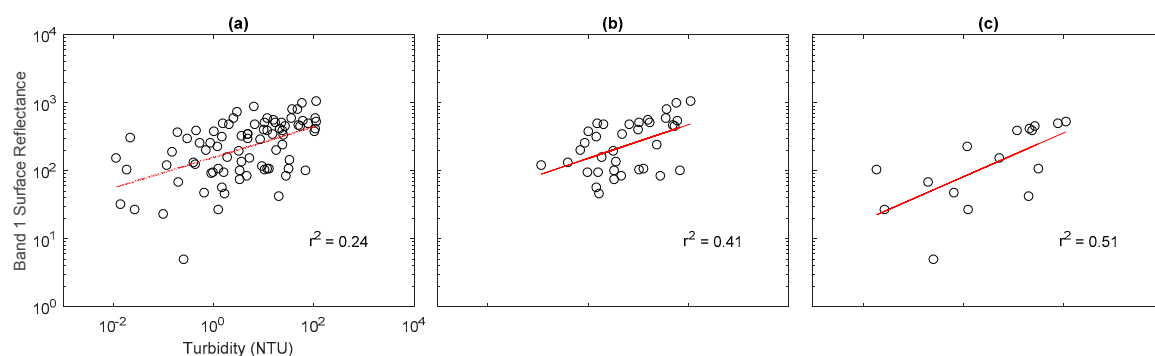 (a) (b) (c)
Band 1 Surface Reflectance
10^4
10^3
10^2
10^1
10^0
r^2 = 0.24
r^2 = 0.41
r^2 = 0.51
10^-2 10^0 10^2 10^4
Turbidity (NTU)